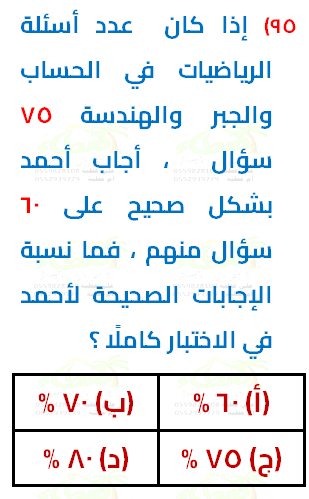 ٩٥) إذا كان عدد أسئلة
الرياضيات في الحساب
والجبر والهندسة ٧٥
سؤال ، أجاب أحمد
بشكل صحيح على ٦٠
سؤال منهم ، فما نسبة
الإجابات الصحيحة لأحمد
في الاختبار كاملًا ؟
(أ) ٦٠ %
(ب) ٧٠ %
(ج) ٧٥ %
(د) ٨٠ %